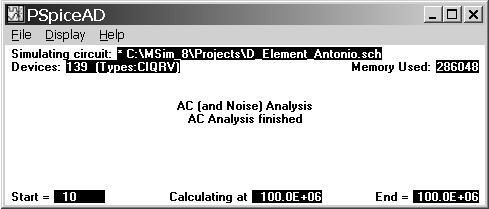 PSpiceAD
File Display Help
Simulating circuit: * C:\MSim_8\Projects\D_Element_Antonio.sch
Devices: 139 (Types:CIQRV) Memory Used: 286048
AC (and Noise) Analysis
AC Analysis finished
Start = 10 Calculating at 100.0E+06 End = 100.0E+06